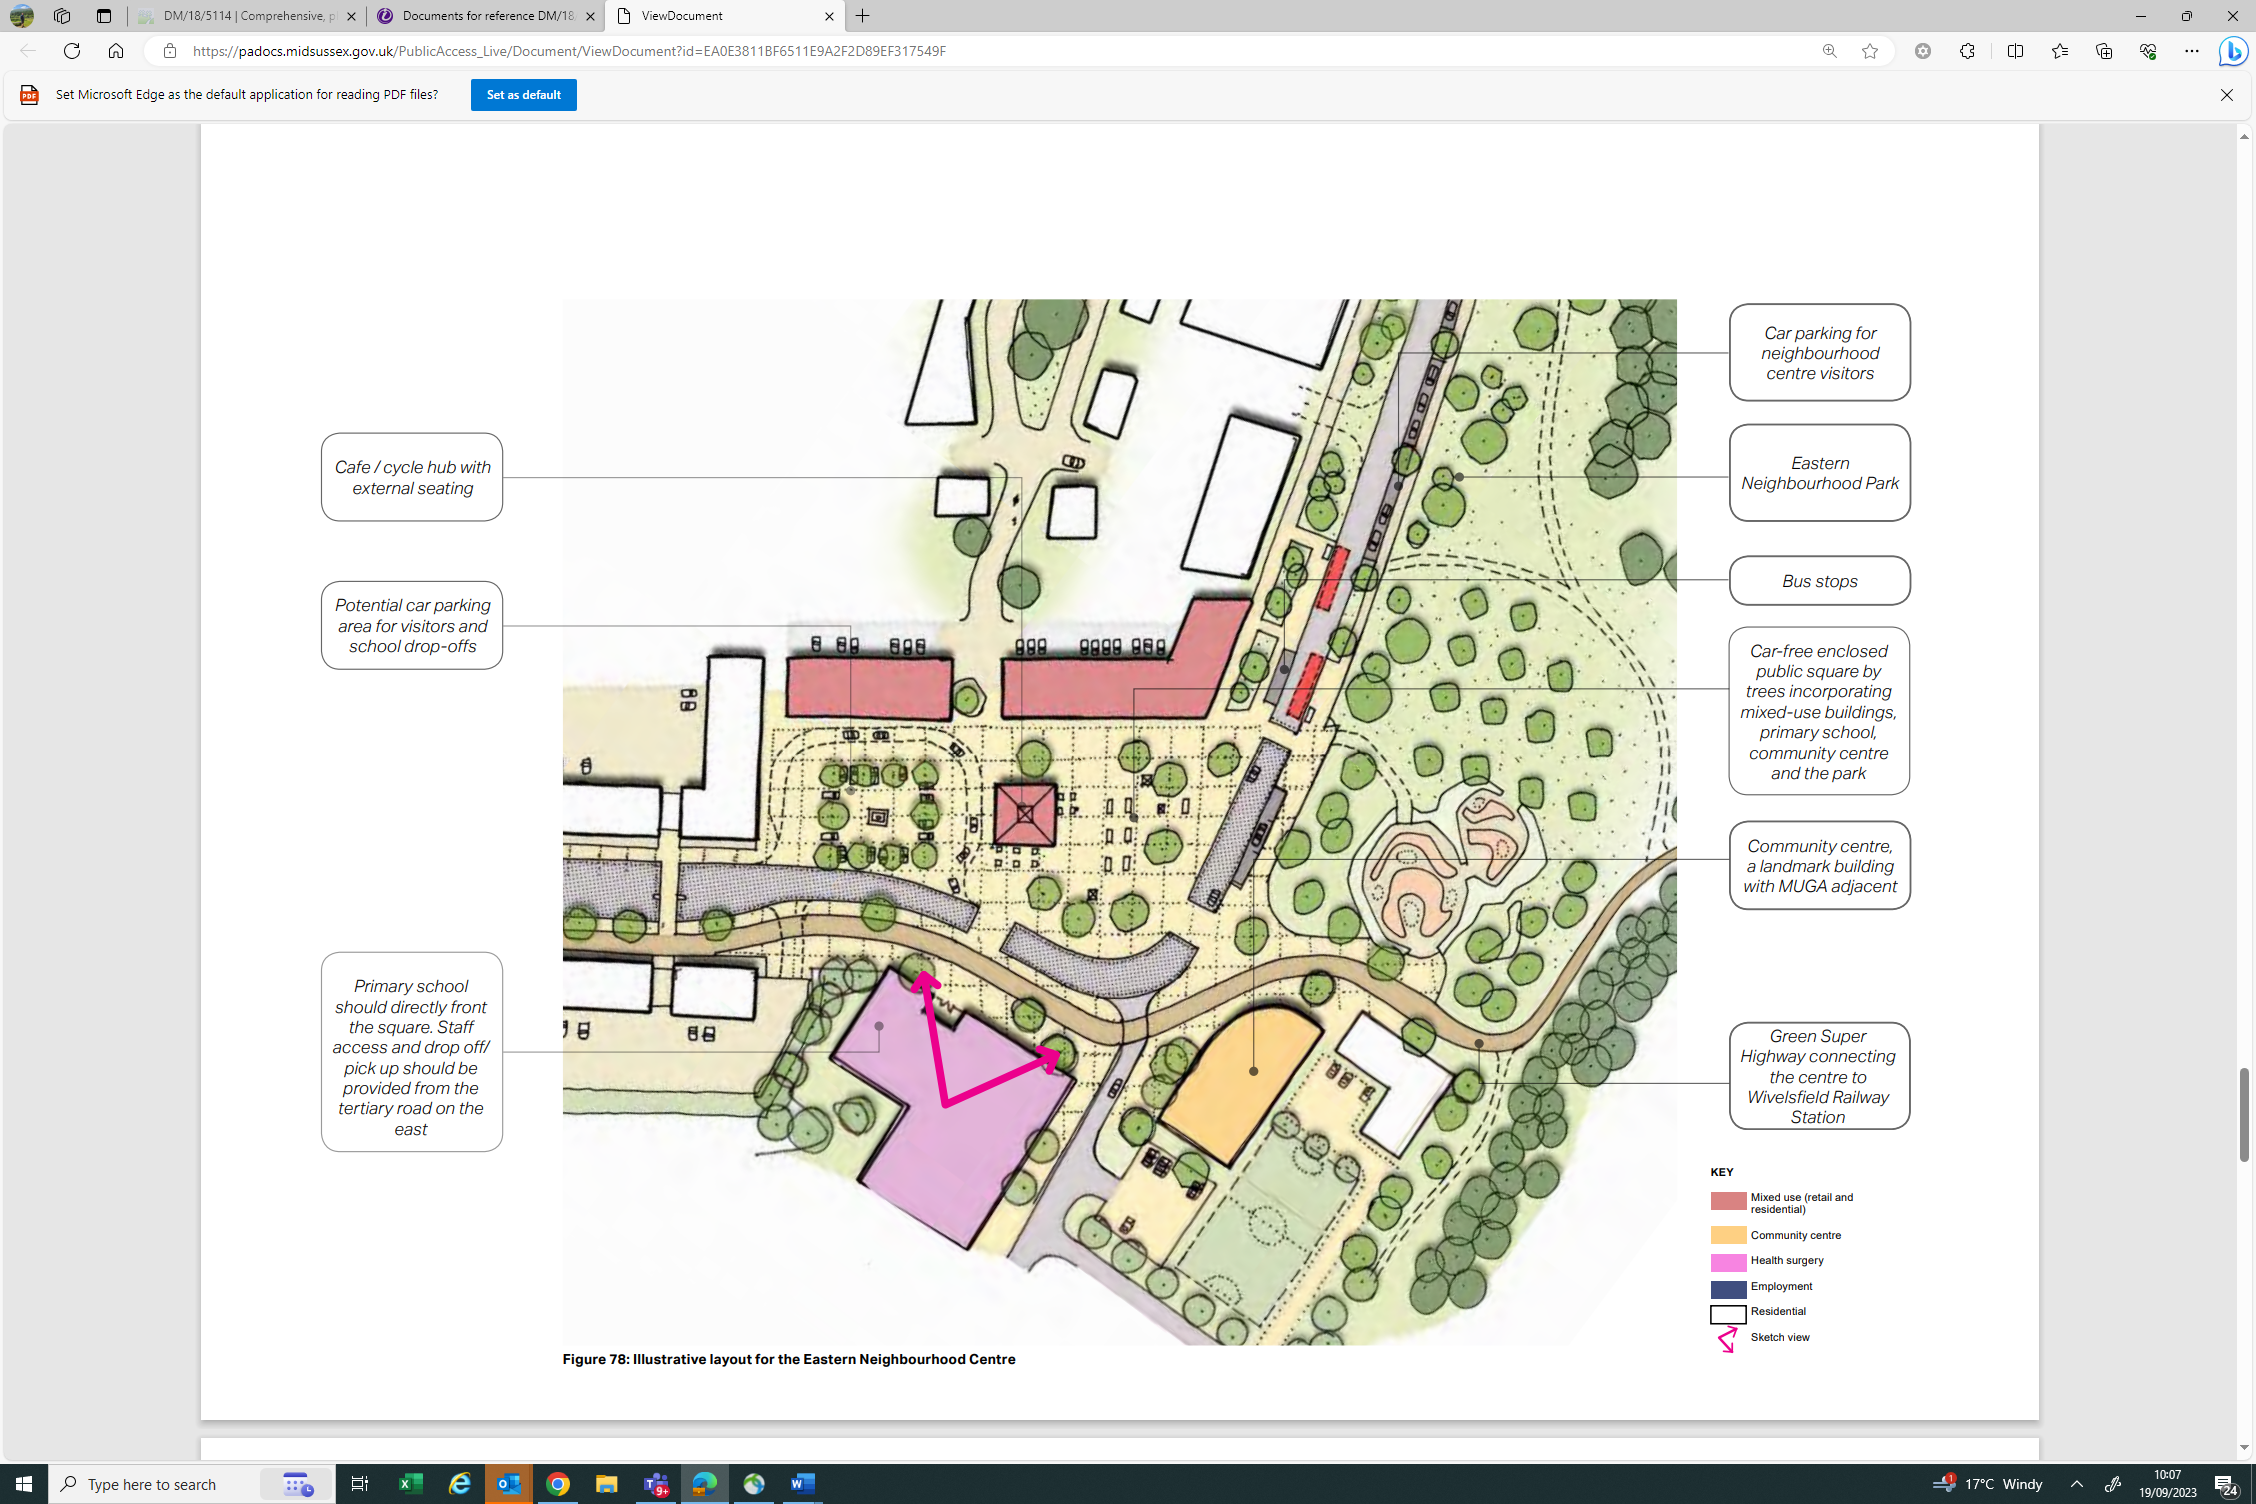 DM/18/5114 | Comprehensive, p
Documents for reference DM/18
ViewDocument
https://padocs.midsussex.gov.uk/PublicAccess_Live/Document/ViewDocument?id=EA0E3811BF6511E9A2F2D89EF317549F
Set Microsoft Edge as the default application for reading PDF files?
Set as default
Cafe / cycle hub with
external seating
Potential car parking
area for visitors and
school drop-offs
Primary school
should directly front
the square. Staff
access and drop off/
pick up should be
provided from the
tertiary road on the
east
Car parking for
neighbourhood
centre visitors
Eastern
Neighbourhood Park
Bus stops
Car-free enclosed
public square by
trees incorporating
mixed-use buildings,
primary school,
community centre
and the park
Community centre,
a landmark building
with MUGA adjacent
Green Super
Highway connecting
the centre to
Wivelsfield Railway
Station
KEY
Mixed use (retail and
residential)
Community centre
Health surgery
Employment
Residential
Sketch view
Figure 78: Illustrative layout for the Eastern Neighbourhood Centre
Type here to search
9+
1
17°C Windy
10:07
19/09/2023
24